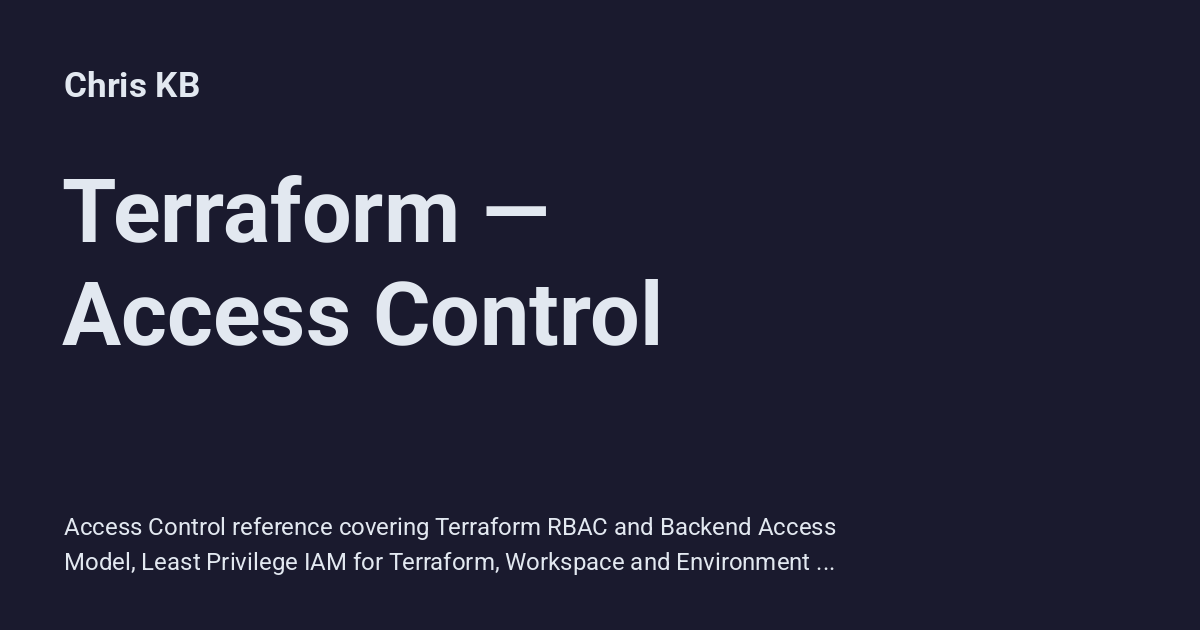 Chris KB
Terraform —
Access Control
Access Control reference covering Terraform RBAC and Backend Access
Model, Least Privilege IAM for Terraform, Workspace and Environment ...